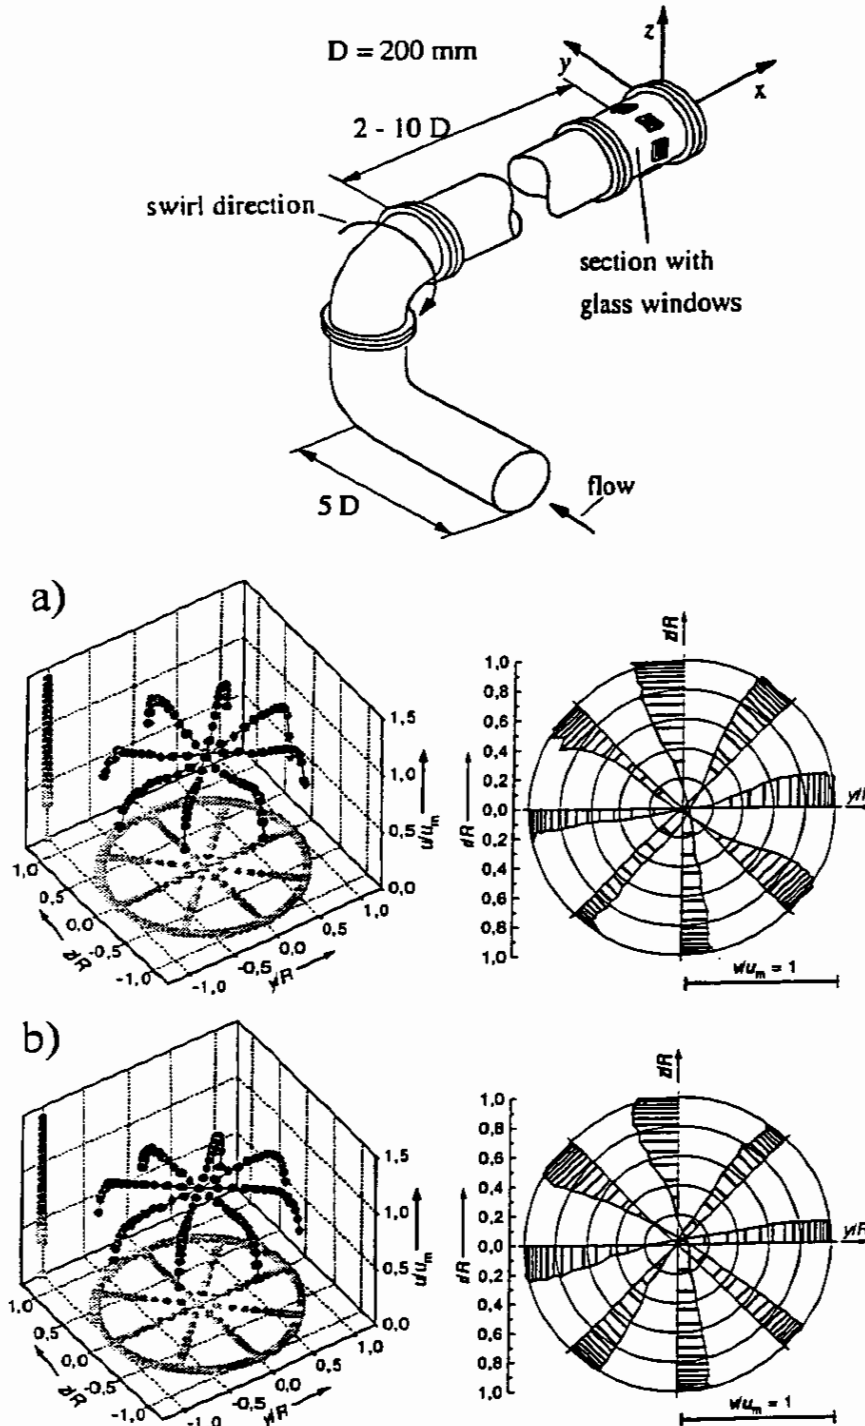 D = 200 mm
z
y
x
2 - 10 D
swirl direction
section with
glass windows
5 D
flow
a)
1,5
1,0
0,5
0,0
u/uₘ
1,0
0,5
0,0
-0,5
-1,0
z/R
-1,0
-0,5
0,0
0,5
1,0
y/R
z/R
1,0
0,8
0,6
0,4
0,2
0,0
0,2
0,4
0,6
0,8
1,0
z/R
y/R
v/uₘ = 1
b)
1,5
1,0
0,5
0,0
u/uₘ
1,0
0,5
0,0
-0,5
-1,0
z/R
-1,0
-0,5
0,0
0,5
1,0
y/R
z/R
1,0
0,8
0,6
0,4
0,2
0,0
0,2
0,4
0,6
0,8
1,0
z/R
y/R
v/uₘ = 1